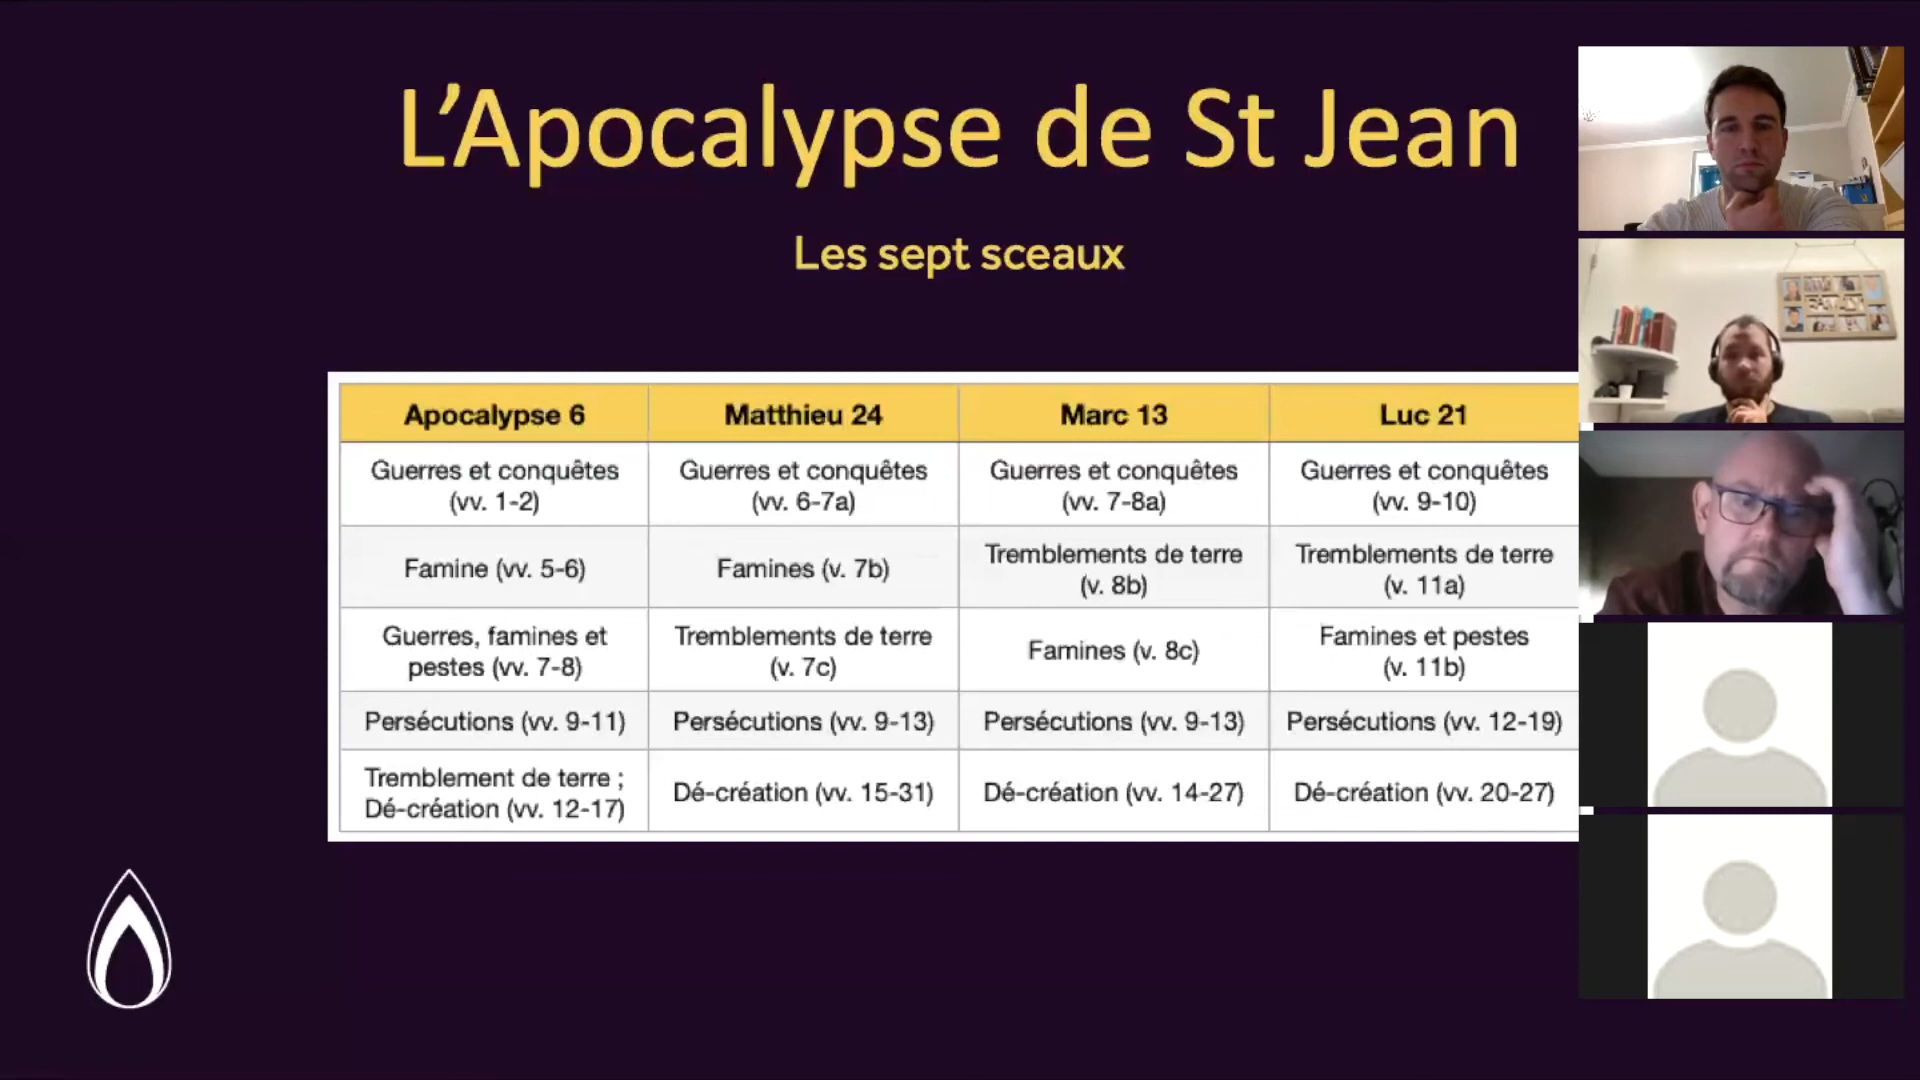 L’Apocalypse de St Jean
Les sept sceaux
Apocalypse 6 Matthieu 24 Marc 13 Luc 21
Guerres et conquêtes (vv. 1-2) Guerres et conquêtes (vv. 6-7a) Guerres et conquêtes (vv. 7-8a) Guerres et conquêtes (vv. 9-10)
Famine (vv. 5-6) Famines (v. 7b) Tremblements de terre (v. 8b) Tremblements de terre (v. 11a)
Guerres, famines et pestes (vv. 7-8) Tremblements de terre (v. 7c) Famines (v. 8c) Famines et pestes (v. 11b)
Persécutions (vv. 9-11) Persécutions (vv. 9-13) Persécutions (vv. 9-13) Persécutions (vv. 12-19)
Tremblement de terre ; Dé-création (vv. 12-17) Dé-création (vv. 15-31) Dé-création (vv. 14-27) Dé-création (vv. 20-27)